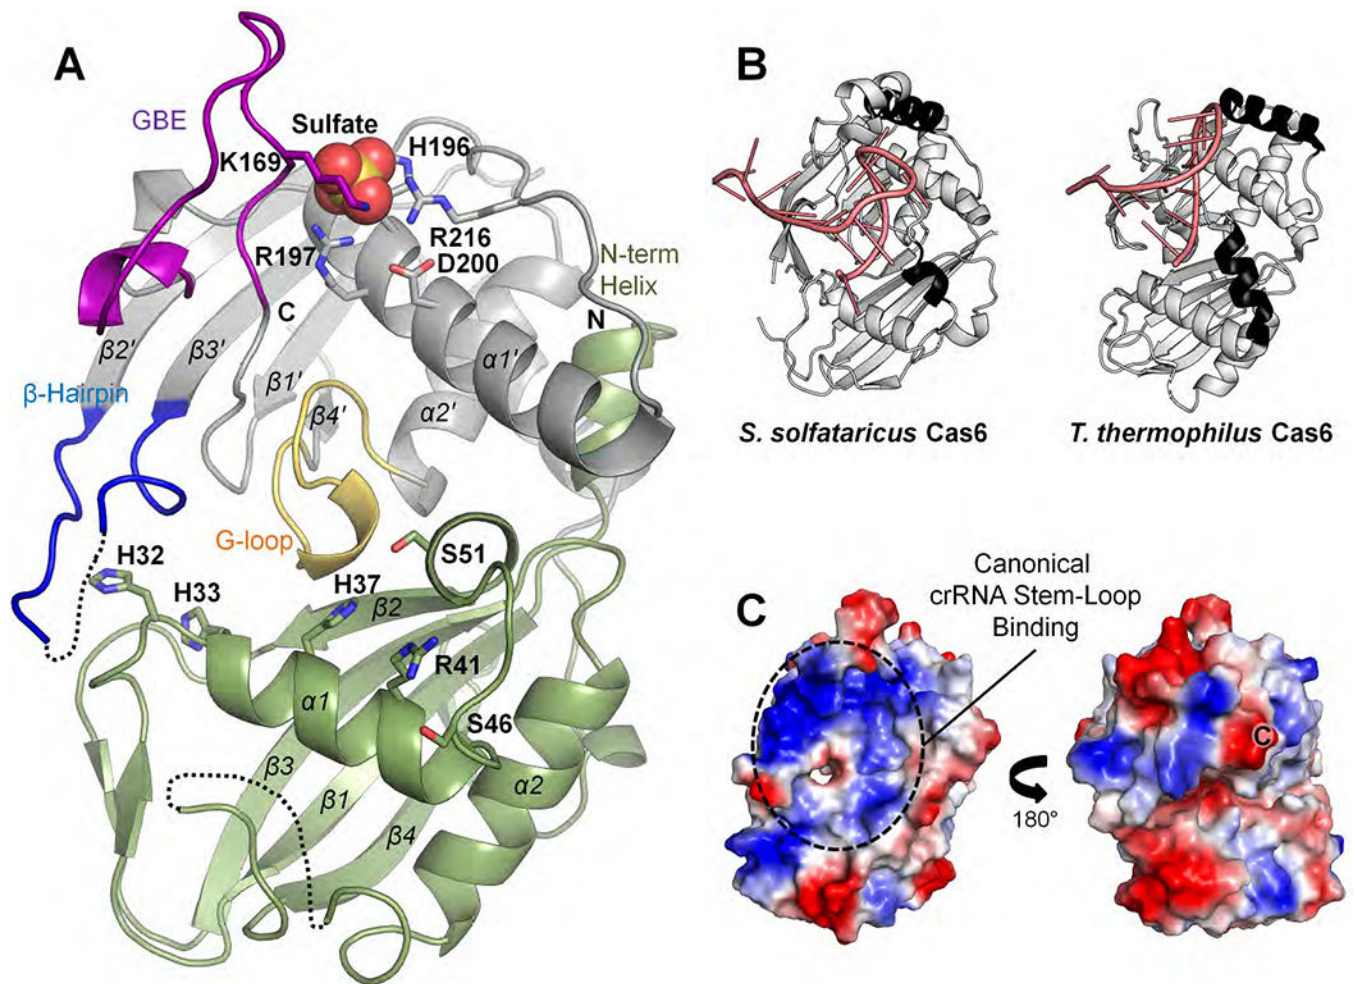 A
GBE
Sulfate
K169
H196
R216
R197
D200
N-term
Helix
N
C
β2'
β3'
β1'
α1'
β-Hairpin
β4'
α2'
G-loop
S51
H32
H33
H37
β2
R41
α1
S46
β3
β1
α2
β4
B
S. solfataricus Cas6
T. thermophilus Cas6
C
Canonical
crRNA Stem-Loop
Binding
C
180°